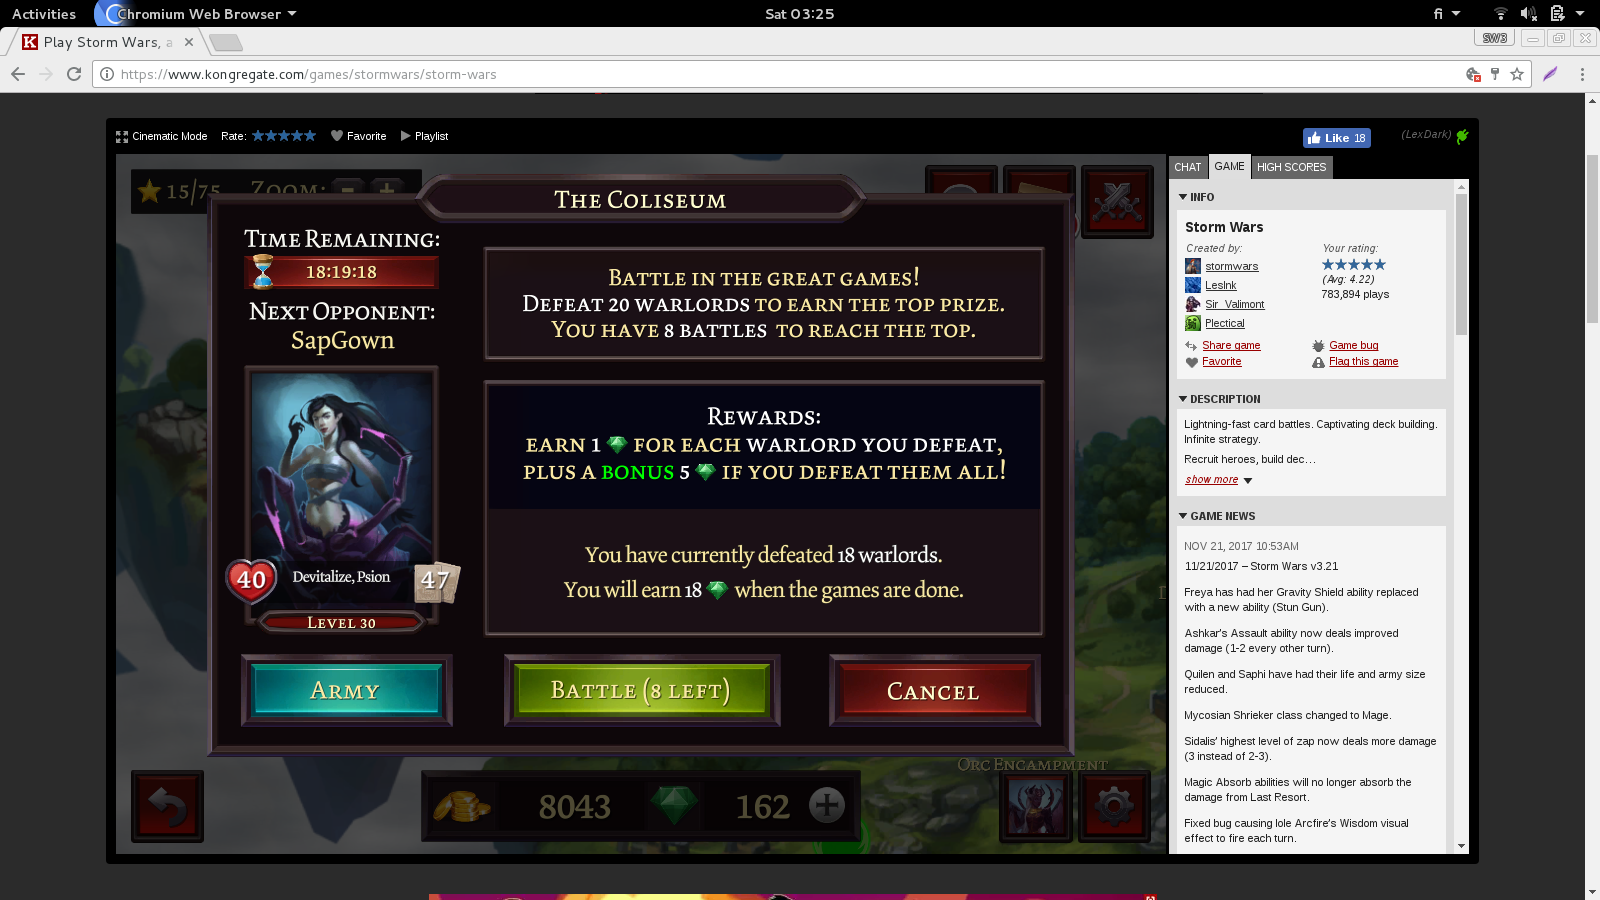 Activities
Chromium Web Browser
Sat 03:25
fi
Play Storm Wars, a
SW3
https://www.kongregate.com/games/stormwars/storm-wars
Cinematic Mode
Rate:
Favorite
Playlist
Like 18
(LexDark)
15/75
ZOOM:
THE COLISEUM
TIME REMAINING:
18:19:18
NEXT OPPONENT:
SapGown
40
Devitalize, Psion
47
LEVEL 30
BATTLE IN THE GREAT GAMES!
DEFEAT 20 WARLORDS TO EARN THE TOP PRIZE.
YOU HAVE 8 BATTLES TO REACH THE TOP.
REWARDS:
EARN 1 FOR EACH WARLORD YOU DEFEAT,
PLUS A BONUS 5 IF YOU DEFEAT THEM ALL!
You have currently defeated 18 warlords.
You will earn 18 when the games are done.
ARMY
BATTLE (8 LEFT)
CANCEL
ORC ENCAMPMENT
8043
162
CHAT
GAME
HIGH SCORES
INFO
Storm Wars
Created by:
stormwars
LesInk
Sir_Valimont
Plectical
Your rating:
(Avg: 4.22)
783,894 plays
Share game
Game bug
Favorite
Flag this game
DESCRIPTION
Lightning-fast card battles. Captivating deck building.
Infinite strategy.
Recruit heroes, build dec…
show more
GAME NEWS
NOV 21, 2017 10:53AM
11/21/2017 – Storm Wars v3.21
Freya has had her Gravity Shield ability replaced
with a new ability (Stun Gun).
Ashkar's Assault ability now deals improved
damage (1-2 every other turn).
Quilen and Saphi have had their life and army size
reduced.
Mycosian Shrieker class changed to Mage.
Sidalis' highest level of zap now deals more damage
(3 instead of 2-3).
Magic Absorb abilities will no longer absorb the
damage from Last Resort.
Fixed bug causing Iole Arcfire's Wisdom visual
effect to fire each turn.